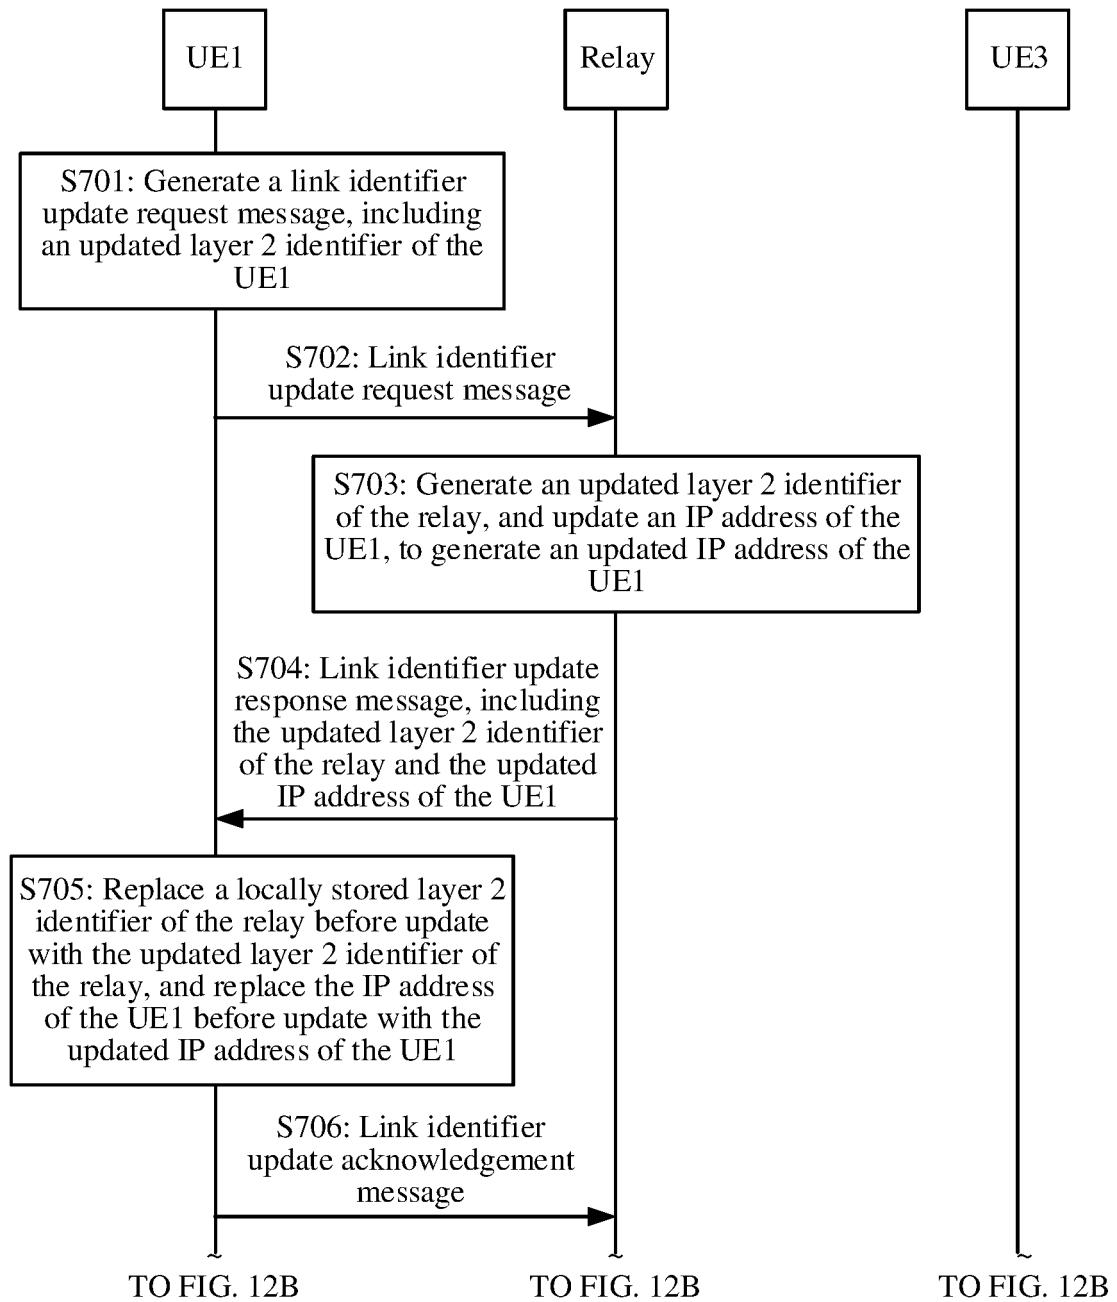 UE1
Relay
UE3
S701: Generate a link identifier
update request message, including
an updated layer 2 identifier of the
UE1
S702: Link identifier
update request message
S703: Generate an updated layer 2 identifier
of the relay, and update an IP address of the
UE1, to generate an updated IP address of the
UE1
S704: Link identifier update
response message, including
the updated layer 2 identifier
of the relay and the updated
IP address of the UE1
S705: Replace a locally stored layer 2
identifier of the relay before update
with the updated layer 2 identifier of
the relay, and replace the IP address
of the UE1 before update with the
updated IP address of the UE1
S706: Link identifier
update acknowledgement
message
TO FIG. 12B
TO FIG. 12B
TO FIG. 12B